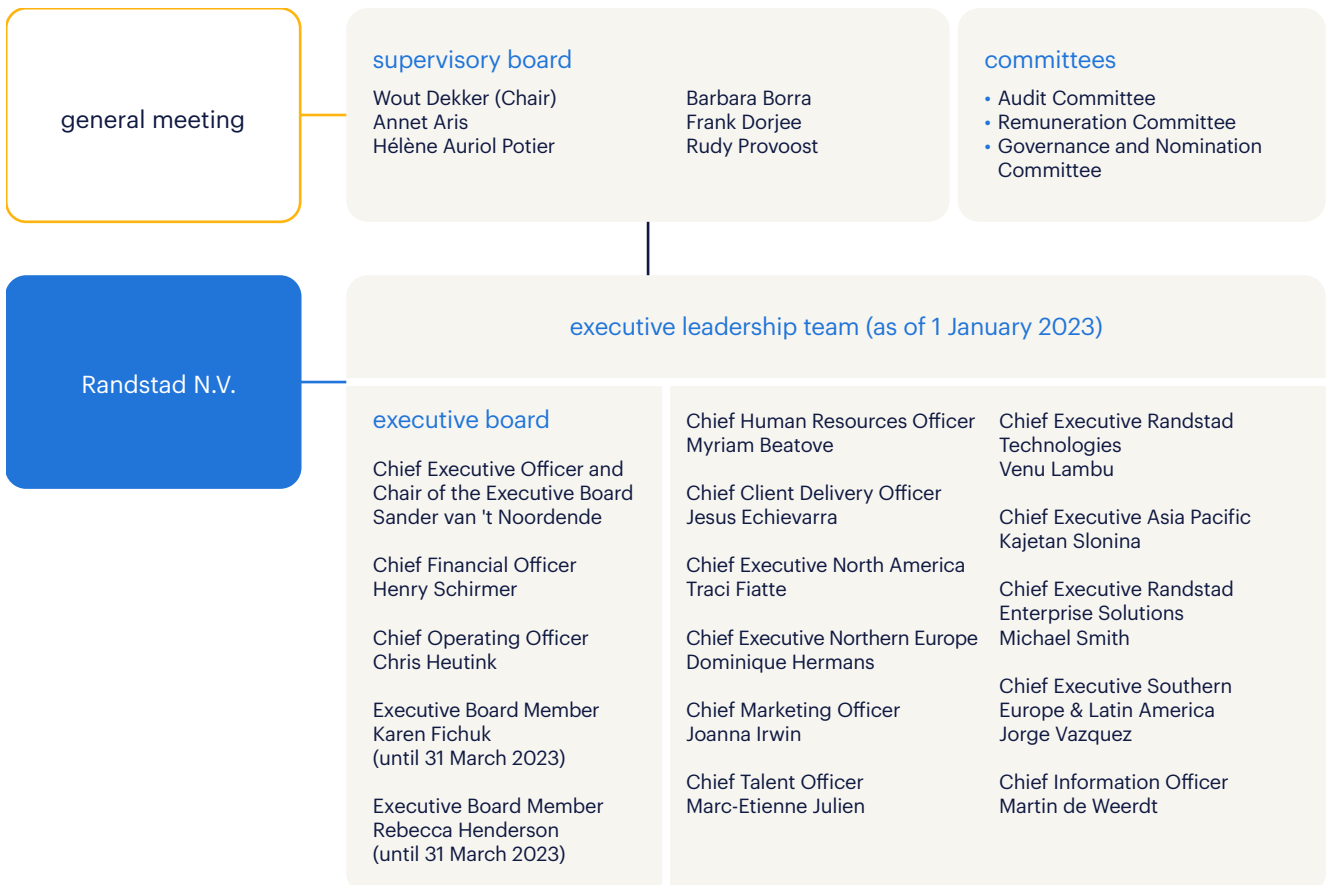 general meeting
supervisory board
Wout Dekker (Chair)
Annet Aris
Hélène Auriol Potier
Barbara Borra
Frank Dorjee
Rudy Provoost
committees
• Audit Committee
• Remuneration Committee
• Governance and Nomination
Committee
Randstad N.V.
executive leadership team (as of 1 January 2023)
executive board
Chief Executive Officer and
Chair of the Executive Board
Sander van 't Noordende
Chief Financial Officer
Henry Schirmer
Chief Operating Officer
Chris Heutink
Executive Board Member
Karen Fichuk
(until 31 March 2023)
Executive Board Member
Rebecca Henderson
(until 31 March 2023)
Chief Human Resources Officer
Myriam Beatove
Chief Client Delivery Officer
Jesus Echievarra
Chief Executive North America
Traci Fiatte
Chief Executive Northern Europe
Dominique Hermans
Chief Marketing Officer
Joanna Irwin
Chief Talent Officer
Marc-Etienne Julien
Chief Executive Randstad
Technologies
Venu Lambu
Chief Executive Asia Pacific
Kajetan Slonina
Chief Executive Randstad
Enterprise Solutions
Michael Smith
Chief Executive Southern
Europe & Latin America
Jorge Vazquez
Chief Information Officer
Martin de Weerdt